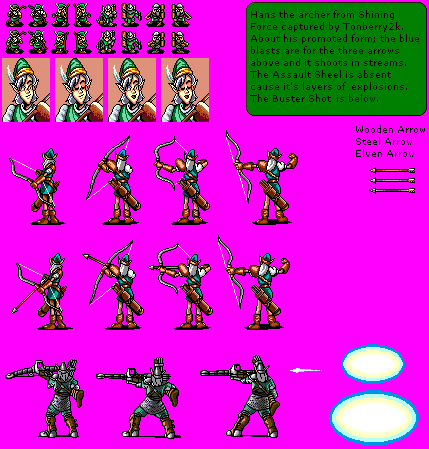 Hans the archer from Shining
Force captured by Tonberry2k.
About his promoted form; the blue
blasts are for the three arrows
above and it shoots in streams.
The Assault Sheel is absent
cause it's layers of explosions.
The Buster Shot is below.
Wooden Arrow
Steel Arrow
Elven Arrow